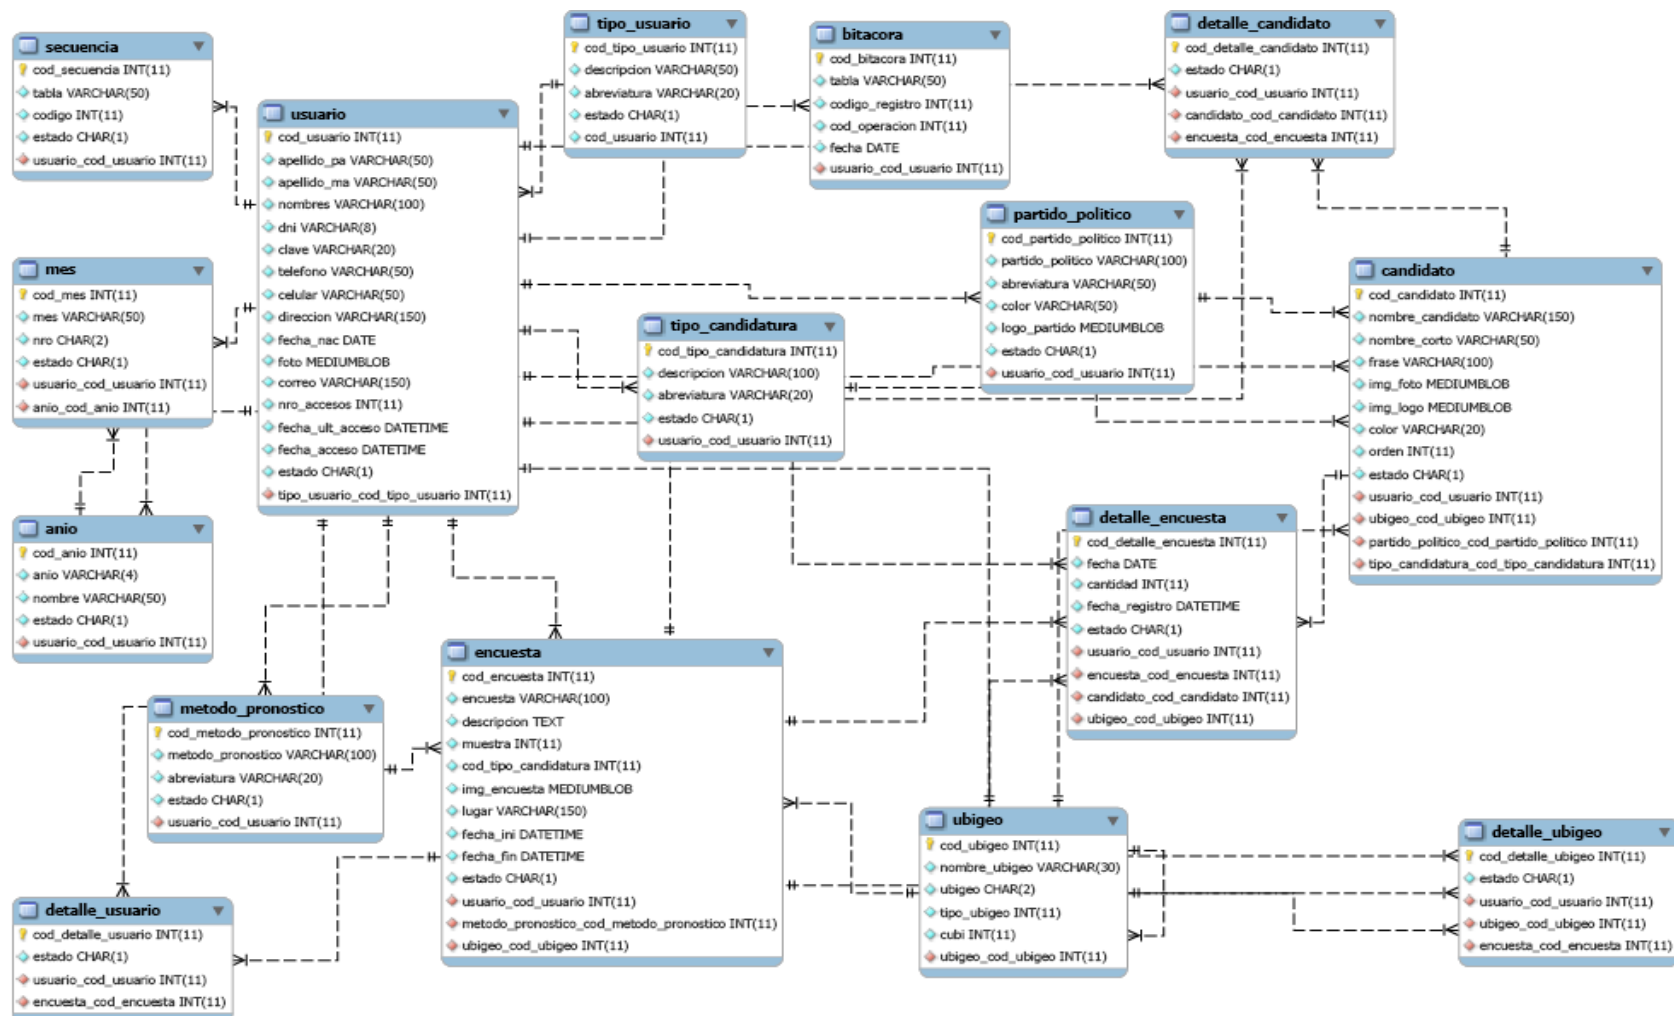 secuencia
cod_secuencia INT(11)
tabla VARCHAR(50)
codigo INT(11)
estado CHAR(1)
usuario_cod_usuario INT(11)
usuario
cod_usuario INT(11)
apellido_pa VARCHAR(50)
apellido_ma VARCHAR(50)
nombres VARCHAR(100)
dni VARCHAR(8)
clave VARCHAR(20)
telefono VARCHAR(50)
celular VARCHAR(50)
direccion VARCHAR(150)
fecha_nac DATE
foto MEDIUMBLOB
correo VARCHAR(150)
nro_accesos INT(11)
fecha_ult_acceso DATETIME
fecha_acceso DATETIME
estado CHAR(1)
tipo_usuario_cod_tipo_usuario INT(11)
tipo_usuario
cod_tipo_usuario INT(11)
descripcion VARCHAR(50)
abreviatura VARCHAR(20)
estado CHAR(1)
cod_usuario INT(11)
bitacora
cod_bitacora INT(11)
tabla VARCHAR(50)
codigo_registro INT(11)
cod_operacion INT(11)
fecha DATE
usuario_cod_usuario INT(11)
detalle_candidato
cod_detalle_candidato INT(11)
estado CHAR(1)
usuario_cod_usuario INT(11)
candidato_cod_candidato INT(11)
encuesta_cod_encuesta INT(11)
mes
cod_mes INT(11)
mes VARCHAR(50)
nro CHAR(2)
estado CHAR(1)
usuario_cod_usuario INT(11)
anio_cod_anio INT(11)
partido_politico
cod_partido_politico INT(11)
partido_politico VARCHAR(100)
abreviatura VARCHAR(50)
color VARCHAR(50)
logo_partido MEDIUMBLOB
estado CHAR(1)
usuario_cod_usuario INT(11)
tipo_candidatura
cod_tipo_candidatura INT(11)
descripcion VARCHAR(100)
abreviatura VARCHAR(20)
estado CHAR(1)
usuario_cod_usuario INT(11)
candidato
cod_candidato INT(11)
nombre_candidato VARCHAR(150)
nombre_corto VARCHAR(50)
frase VARCHAR(100)
img_foto MEDIUMBLOB
img_logo MEDIUMBLOB
color VARCHAR(20)
orden INT(11)
estado CHAR(1)
usuario_cod_usuario INT(11)
ubigeo_cod_ubigeo INT(11)
partido_politico_cod_partido_politico INT(11)
tipo_candidatura_cod_tipo_candidatura INT(11)
anio
cod_anio INT(11)
anio VARCHAR(4)
nombre VARCHAR(50)
estado CHAR(1)
usuario_cod_usuario INT(11)
detalle_encuesta
cod_detalle_encuesta INT(11)
fecha DATE
cantidad INT(11)
fecha_registro DATETIME
estado CHAR(1)
usuario_cod_usuario INT(11)
encuesta_cod_encuesta INT(11)
candidato_cod_candidato INT(11)
ubigeo_cod_ubigeo INT(11)
metodo_pronostico
cod_metodo_pronostico INT(11)
metodo_pronostico VARCHAR(100)
abreviatura VARCHAR(20)
estado CHAR(1)
usuario_cod_usuario INT(11)
encuesta
cod_encuesta INT(11)
encuesta VARCHAR(100)
descripcion TEXT
muestra INT(11)
cod_tipo_candidatura INT(11)
img_encuesta MEDIUMBLOB
lugar VARCHAR(150)
fecha_ini DATETIME
fecha_fin DATETIME
estado CHAR(1)
usuario_cod_usuario INT(11)
metodo_pronostico_cod_metodo_pronostico INT(11)
ubigeo_cod_ubigeo INT(11)
ubigeo
cod_ubigeo INT(11)
nombre_ubigeo VARCHAR(30)
ubigeo CHAR(2)
tipo_ubigeo INT(11)
cubi INT(11)
ubigeo_cod_ubigeo INT(11)
detalle_ubigeo
cod_detalle_ubigeo INT(11)
estado CHAR(1)
usuario_cod_usuario INT(11)
ubigeo_cod_ubigeo INT(11)
encuesta_cod_encuesta INT(11)
detalle_usuario
cod_detalle_usuario INT(11)
estado CHAR(1)
usuario_cod_usuario INT(11)
encuesta_cod_encuesta INT(11)